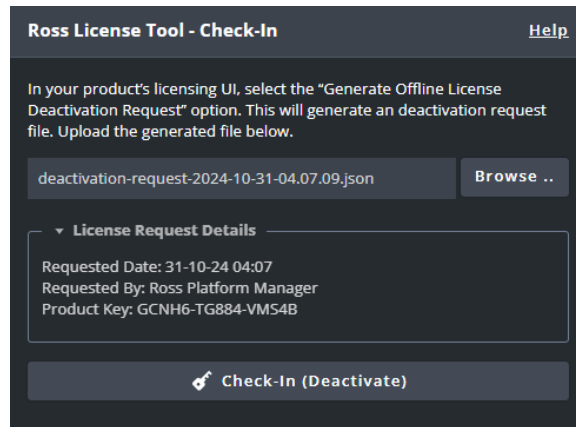 Ross License Tool - Check-In
Help
In your product's licensing UI, select the "Generate Offline License
Deactivation Request" option. This will generate an deactivation request
file. Upload the generated file below.
deactivation-request-2024-10-31-04.07.09.json
Browse ..
License Request Details
Requested Date: 31-10-24 04:07
Requested By: Ross Platform Manager
Product Key: GCNH6-TG884-VMS4B
Check-In (Deactivate)